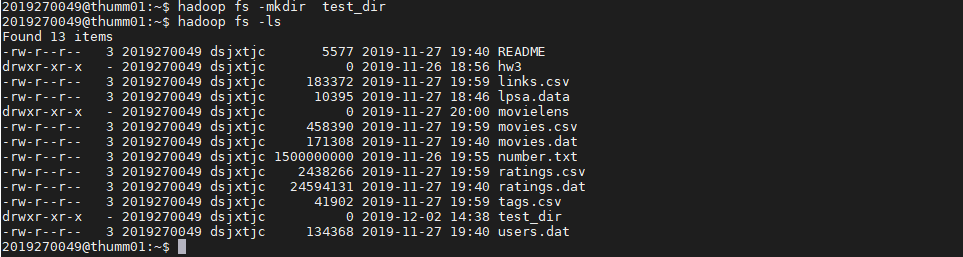 2019270049@thumm01:~$ hadoop fs -mkdir  test_dir
2019270049@thumm01:~$ hadoop fs -ls
Found 13 items
-rw-r--r--   3 2019270049 dsjxtjc       5577 2019-11-27 19:40 README
drwxr-xr-x   - 2019270049 dsjxtjc          0 2019-11-26 18:56 hw3
-rw-r--r--   3 2019270049 dsjxtjc     183372 2019-11-27 19:59 links.csv
-rw-r--r--   3 2019270049 dsjxtjc      10395 2019-11-27 18:46 lpsa.data
drwxr-xr-x   - 2019270049 dsjxtjc          0 2019-11-27 20:00 movielens
-rw-r--r--   3 2019270049 dsjxtjc     458390 2019-11-27 19:59 movies.csv
-rw-r--r--   3 2019270049 dsjxtjc     171308 2019-11-27 19:40 movies.dat
-rw-r--r--   3 2019270049 dsjxtjc 1500000000 2019-11-26 19:55 number.txt
-rw-r--r--   3 2019270049 dsjxtjc    2438266 2019-11-27 19:59 ratings.csv
-rw-r--r--   3 2019270049 dsjxtjc   24594131 2019-11-27 19:40 ratings.dat
-rw-r--r--   3 2019270049 dsjxtjc      41902 2019-11-27 19:59 tags.csv
drwxr-xr-x   - 2019270049 dsjxtjc          0 2019-12-02 14:38 test_dir
-rw-r--r--   3 2019270049 dsjxtjc     134368 2019-11-27 19:40 users.dat
2019270049@thumm01:~$